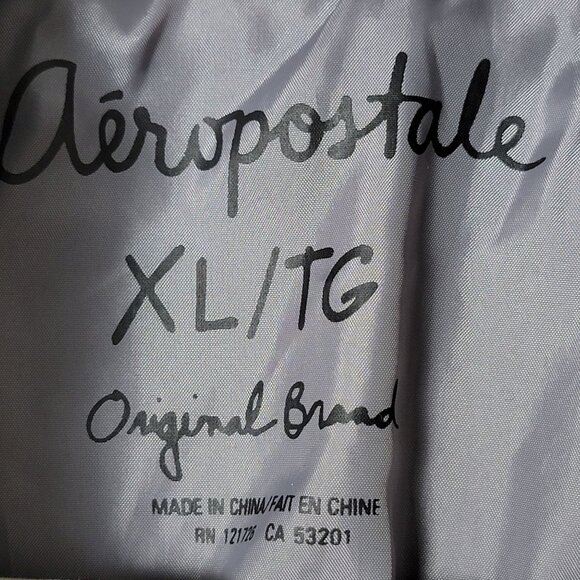 aéropostale
XL/TG
Original Brand
MADE IN CHINA/FAIT EN CHINE
RN 121726 CA 53201